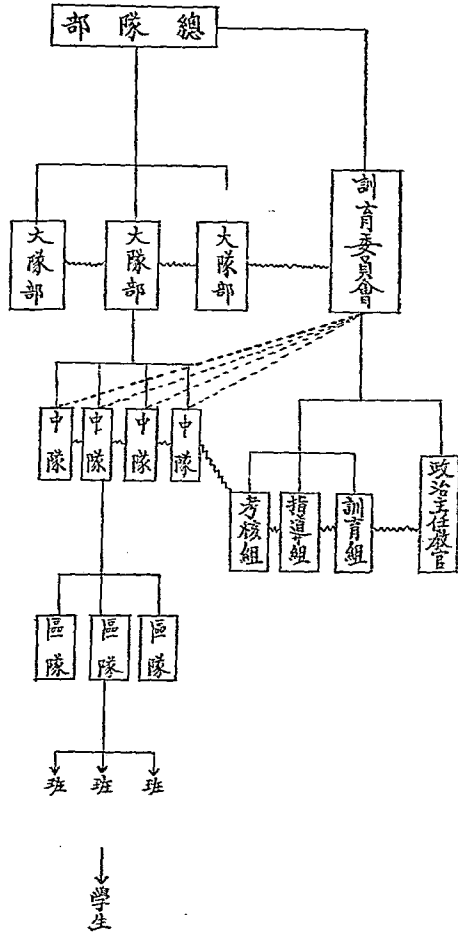 總隊部
訓育委員會
大隊部
大隊部
大隊部
中隊
中隊
中隊
中隊
政治主任教官
訓育組
指導組
考核組
區隊
區隊
區隊
班
班
班
學生